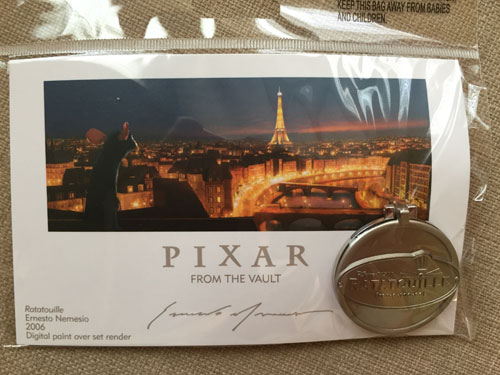 KEEP THIS BAG AWAY FROM BABIES
AND CHILDREN.
PIXAR
FROM THE VAULT
Ratatouille
Ernesto Nemesio
2006
Digital paint over set render
RATATOUILLE